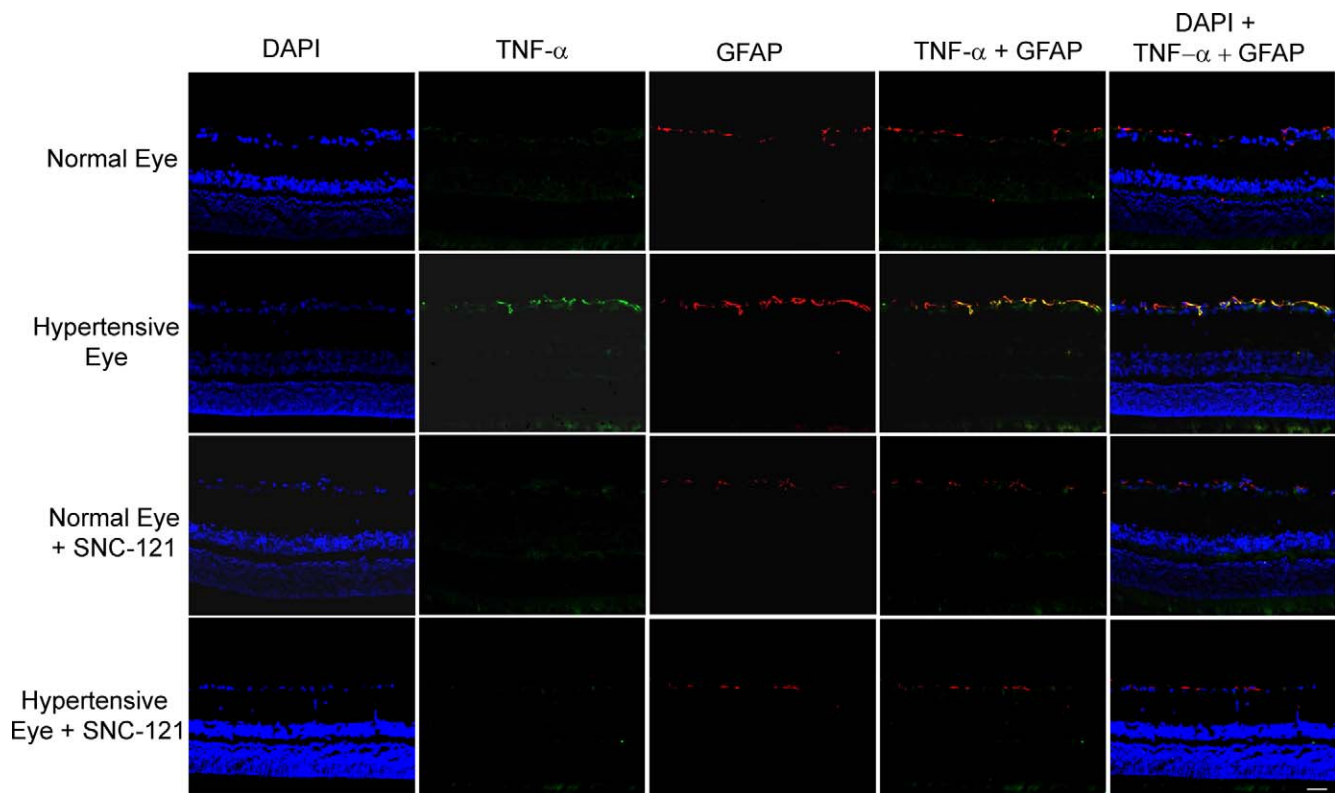 DAPI
TNF-α
GFAP
TNF-α + GFAP
DAPI +
TNF–α + GFAP
Normal Eye
Hypertensive
Eye
Normal Eye
+ SNC-121
Hypertensive
Eye + SNC-121